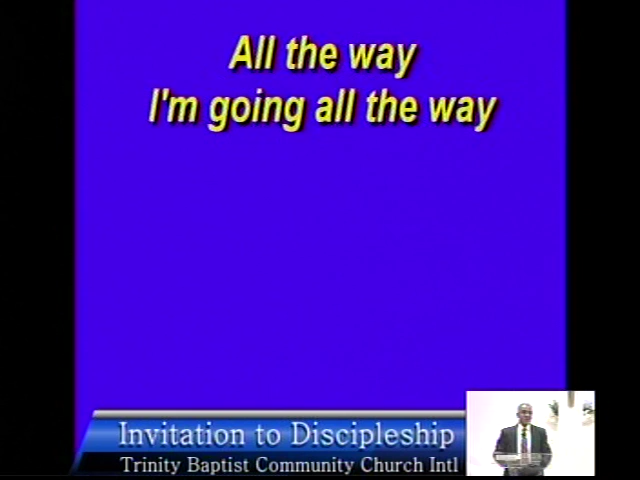 All the way
I'm going all the way
Invitation to Discipleship
Trinity Baptist Community Church Intl